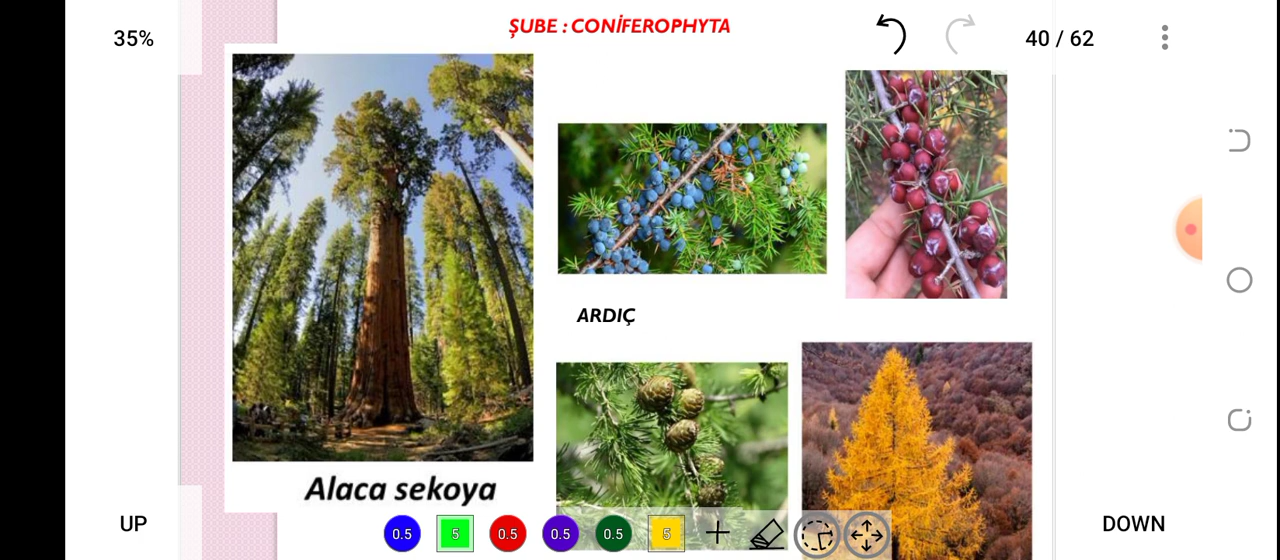 35%
ŞUBE : CONİFEROPHYTA
40 / 62
ARDIÇ
Alaca sekoya
UP
0.5
5
0.5
0.5
0.5
5
DOWN